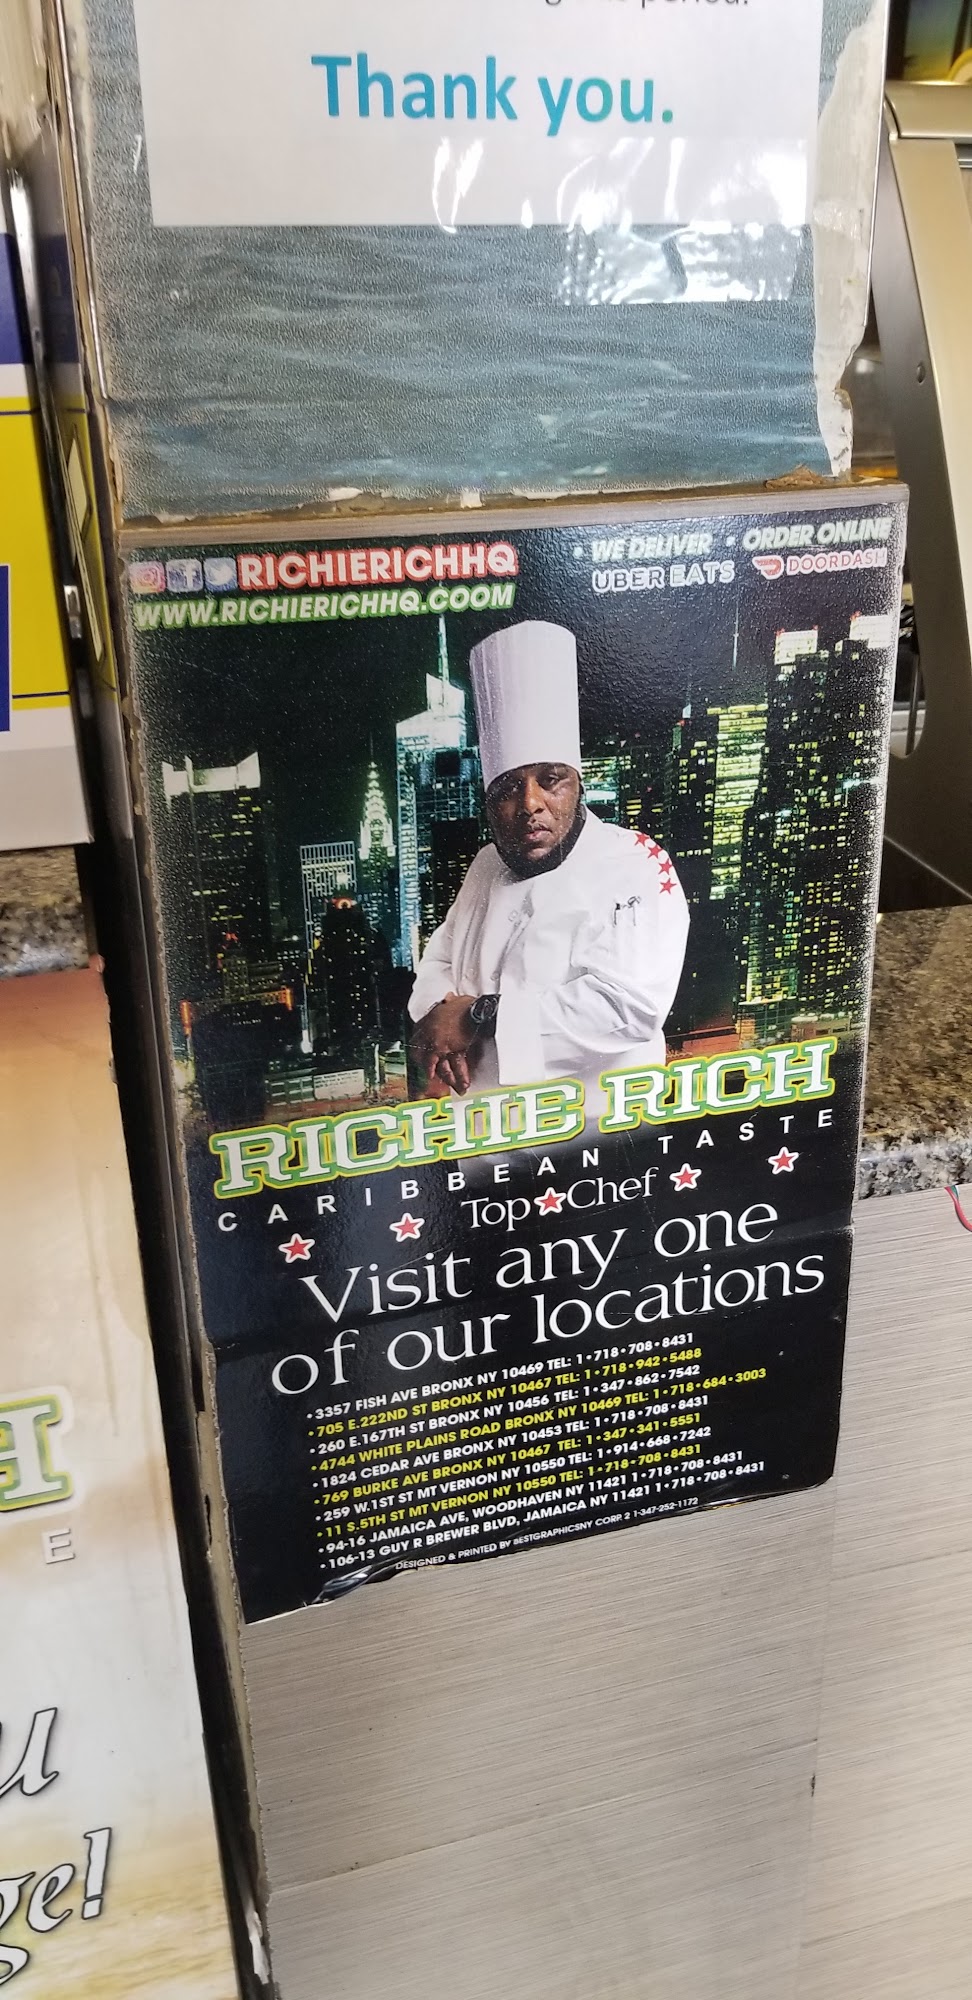 Thank you.
RICHIERICHHQ
WWW.RICHIERICHHQ.COOM
• WE DELIVER • ORDER ONLINE
UBER EATS DOORDASH
RICHIE RICH
CARIBBEAN TASTE
Top Chef
Visit any one
of our locations
• 3357 FISH AVE BRONX NY 10469 TEL: 1•718•708•8431
• 705 E.222ND ST BRONX NY 10467 TEL: 1•718•942•5488
• 260 E.167TH ST BRONX NY 10456 TEL: 1•347•862•7542
• 4744 WHITE PLAINS ROAD BRONX NY 10469 TEL: 1•718•684•3003
• 1824 CEDAR AVE BRONX NY 10453 TEL: 1•718•708•8431
• 769 BURKE AVE BRONX NY 10467 TEL: 1•347•341•5551
• 259 W.1ST ST MT VERNON NY 10550 TEL: 1•914•668•7242
• 11 S.5TH ST MT VERNON NY 10550 TEL: 1•718•708•8431
• 94-16 JAMAICA AVE, WOODHAVEN NY 11421 1•718•708•8431
• 106-13 GUY R BREWER BLVD, JAMAICA NY 11421 1•718•708•8431
DESIGNED & PRINTED BY BESTGRAPHICSNY CORP 2 1-347-252-1172
H
E
u
ge!